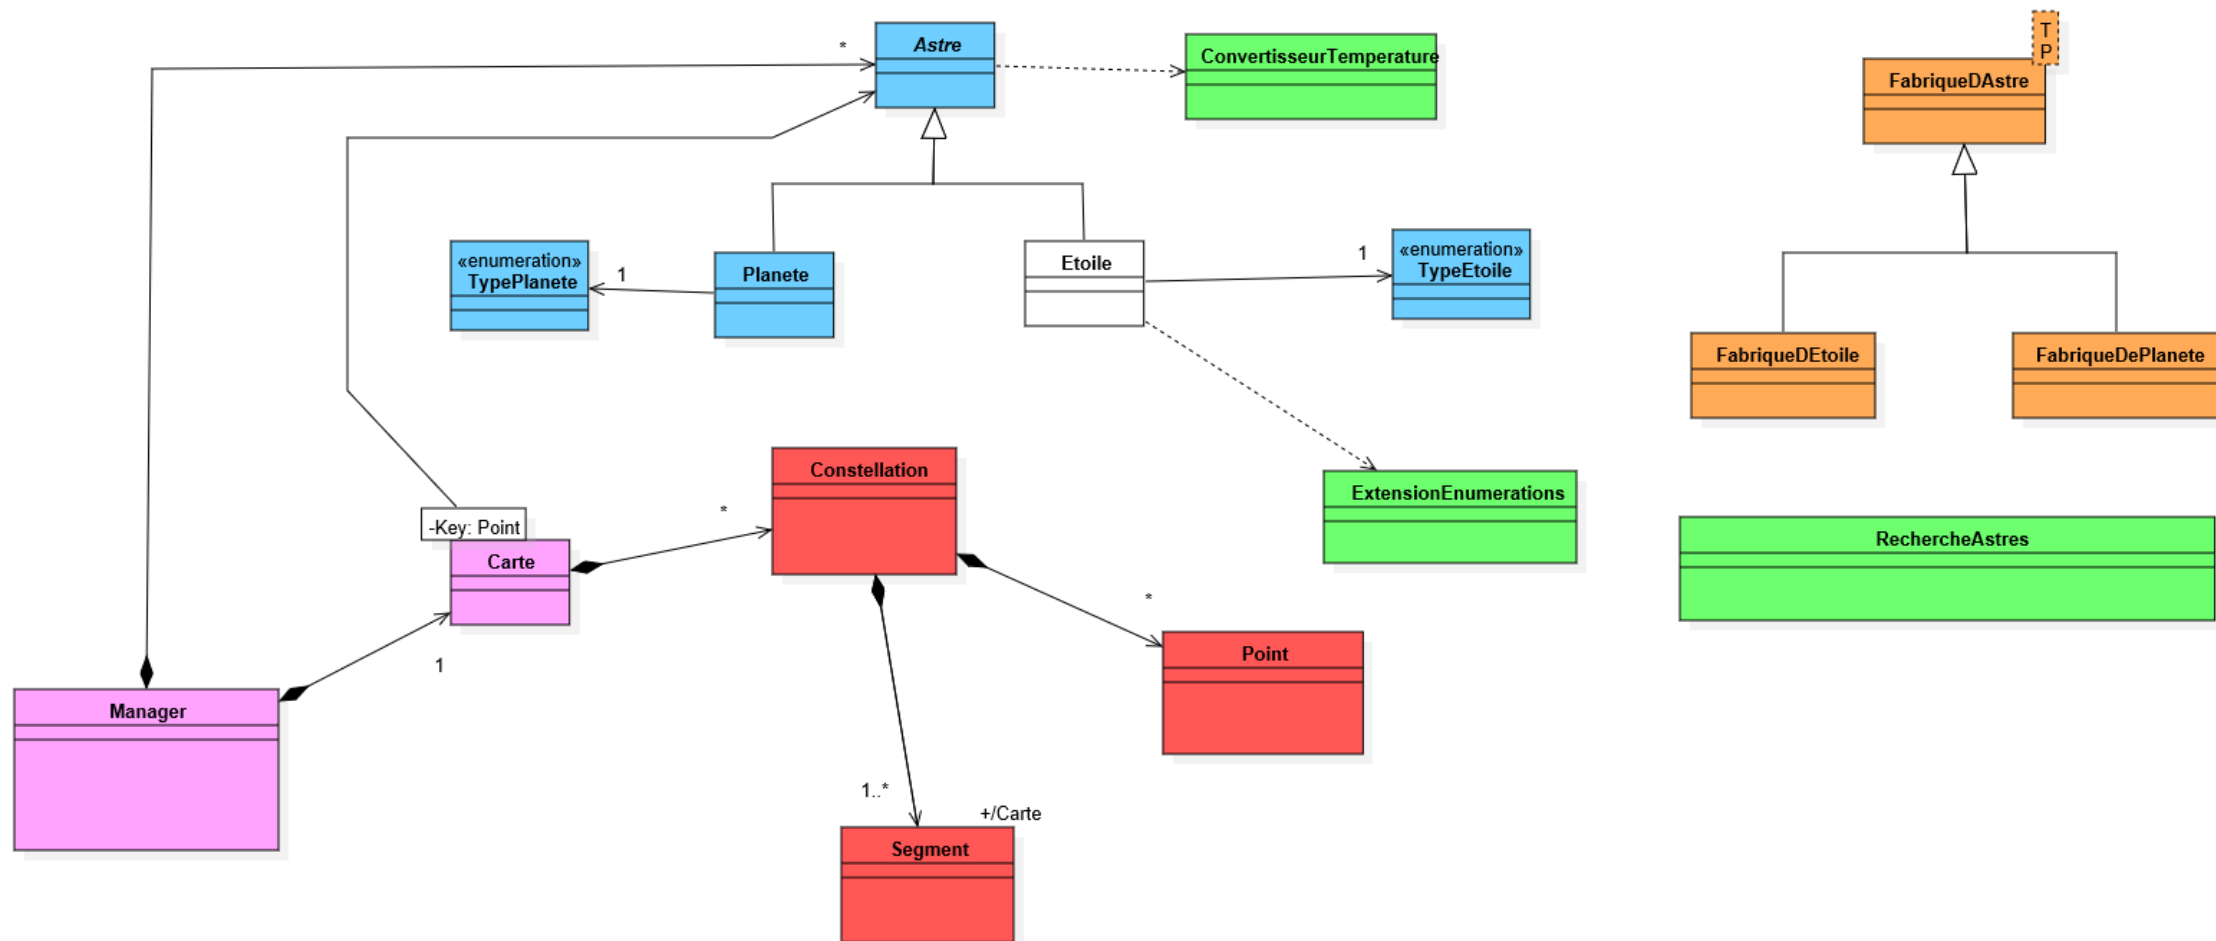 T
P
*
Astre
ConvertisseurTemperature
FabriqueDAstre
«enumeration»
TypePlanete
1
Planete
Etoile
1
«enumeration»
TypeEtoile
FabriqueDEtoile
FabriqueDePlanete
Constellation
ExtensionEnumerations
*
-Key: Point
Carte
RechercheAstres
*
1
Point
Manager
1..*
+/Carte
Segment